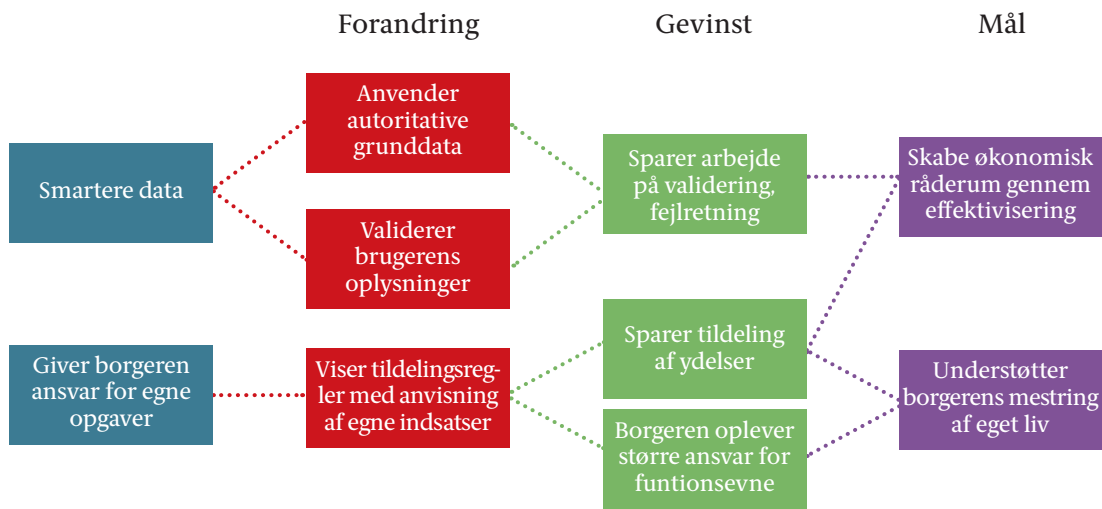 Forandring
Gevinst
Mål
Smartere data
Anvender
autoritative
grunddata
Validerer
brugerens
oplysninger
Sparer arbejde
på validering,
fejlretning
Skabe økonomisk
råderum gennem
effektivisering
Giver borgeren
ansvar for egne
opgaver
Viser tildelingsreg-
ler med anvisning
af egne indsatser
Sparer tildeling
af ydelser
Borgeren oplever
større ansvar for
funtionsevne
Understøtter
borgerens mestring
af eget liv